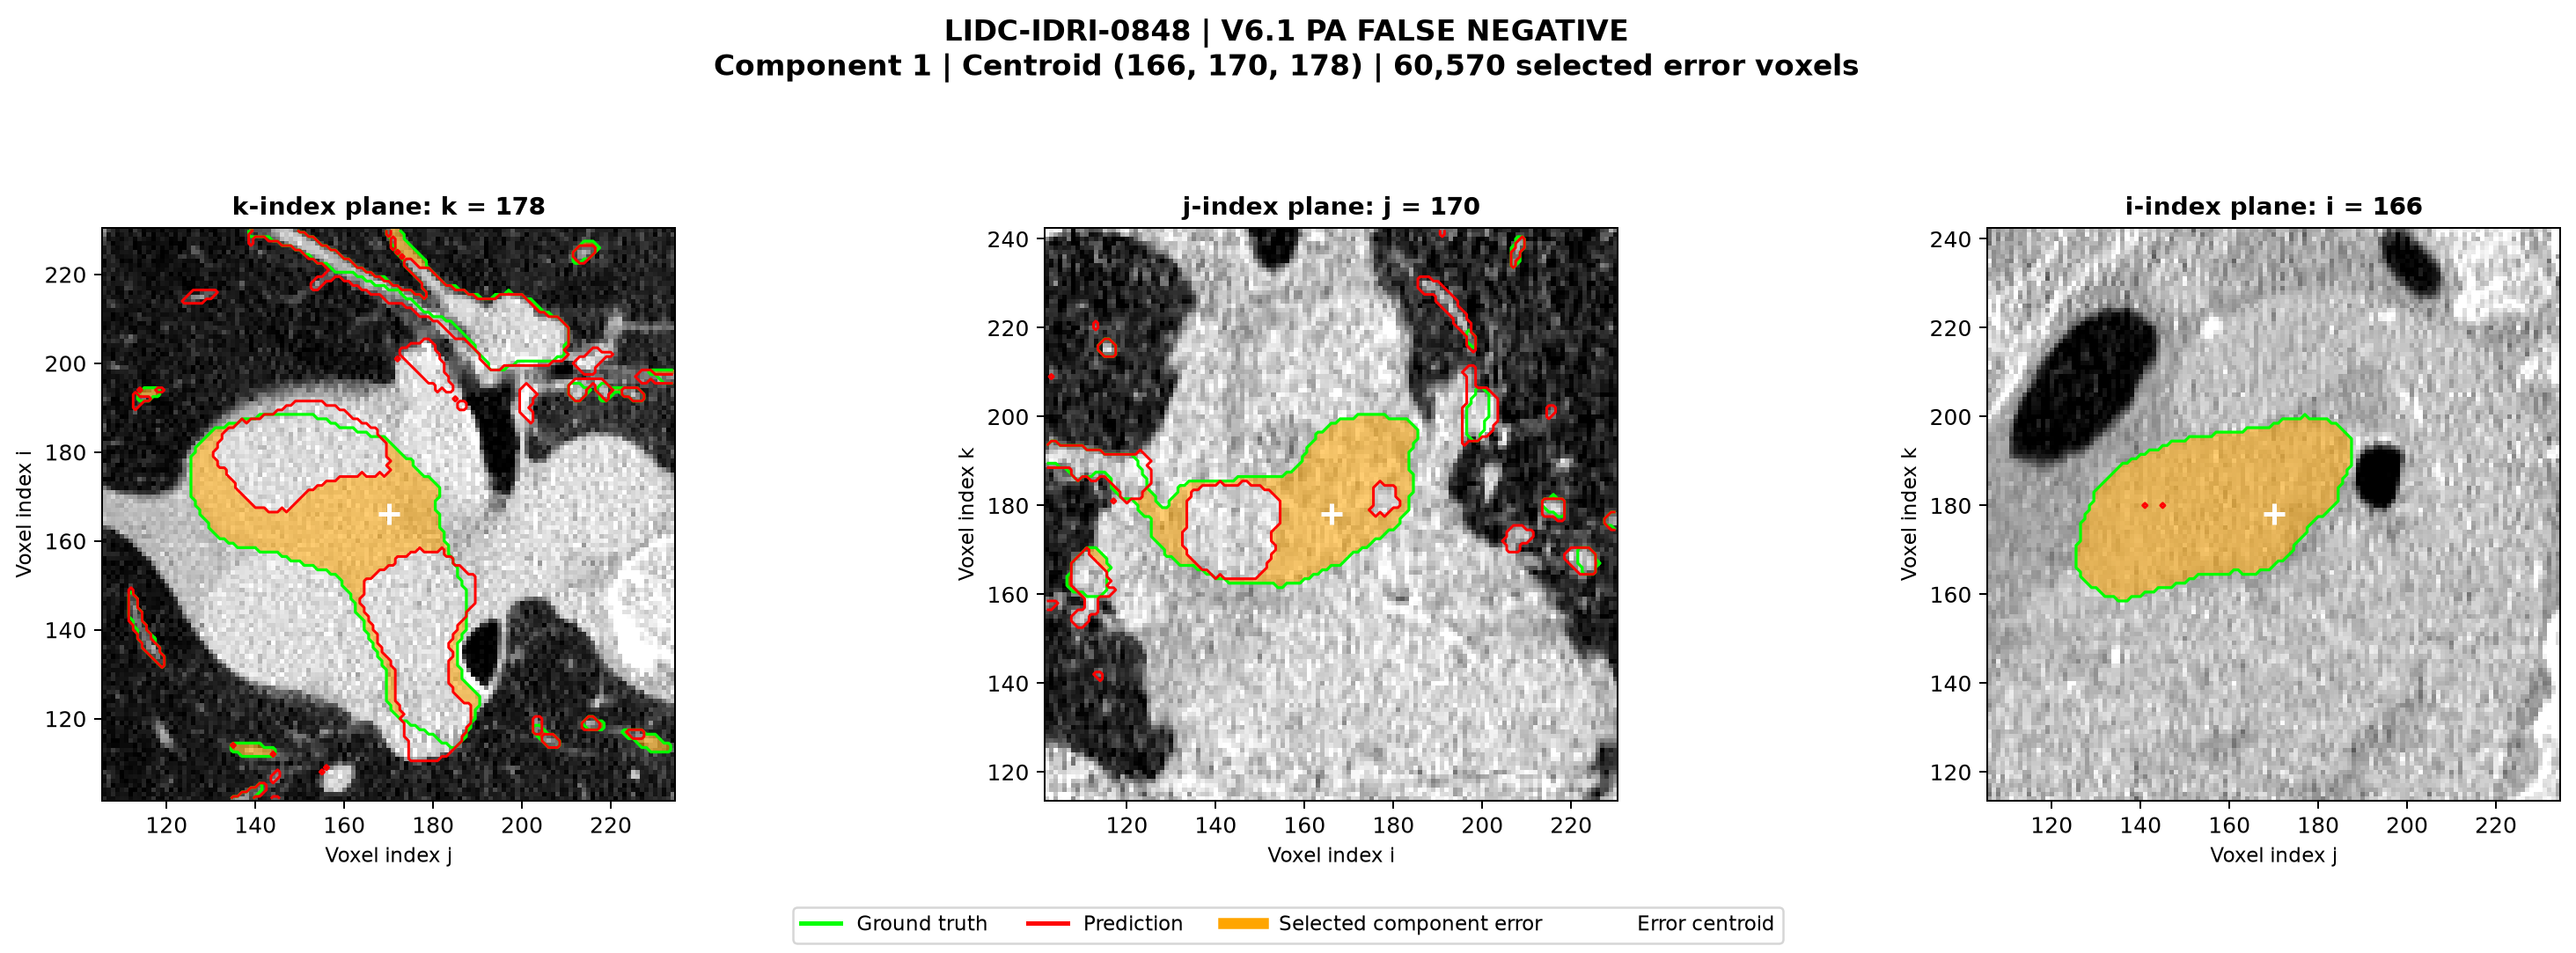 LIDC-IDRI-0848 | V6.1 PA FALSE NEGATIVE
Component 1 | Centroid (166, 170, 178) | 60,570 selected error voxels
k-index plane: k = 178
220
200
180
160
140
120
Voxel index i
120 140 160 180 200 220
Voxel index j
j-index plane: j = 170
240
220
200
180
160
140
120
Voxel index k
120 140 160 180 200 220
Voxel index i
i-index plane: i = 166
240
220
200
180
160
140
120
Voxel index k
120 140 160 180 200 220
Voxel index j
Ground truth Prediction Selected component error Error centroid